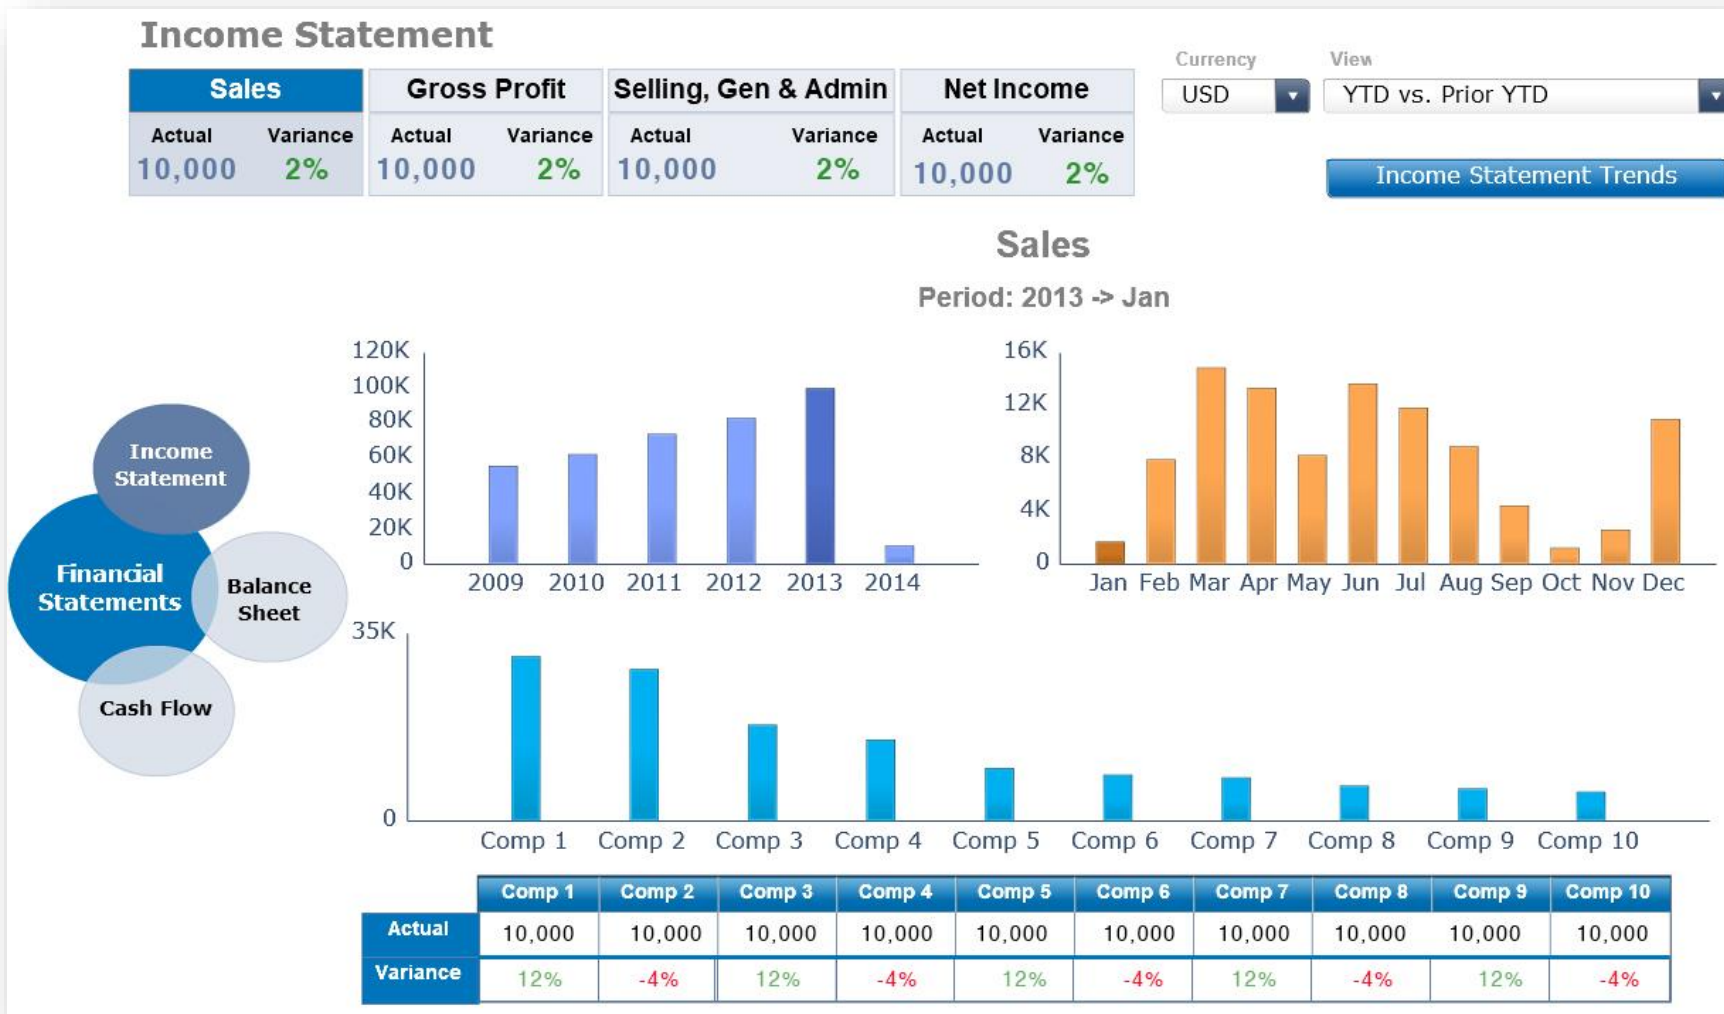 Income Statement
Currency
View
Sales
Gross Profit
Selling, Gen & Admin
Net Income
USD
YTD vs. Prior YTD
Actual Variance Actual Variance Actual Variance Actual Variance
10,000 2% 10,000 2% 10,000 2% 10,000 2%
Income Statement Trends
Sales
Period: 2013 -> Jan
120K
100K
80K
60K
40K
20K
0
2009 2010 2011 2012 2013 2014
16K
12K
8K
4K
0
Jan Feb Mar Apr May Jun Jul Aug Sep Oct Nov Dec
Income
Statement
Financial
Statements
Balance
Sheet
Cash Flow
35K
0
Comp 1 Comp 2 Comp 3 Comp 4 Comp 5 Comp 6 Comp 7 Comp 8 Comp 9 Comp 10
Comp 1 Comp 2 Comp 3 Comp 4 Comp 5 Comp 6 Comp 7 Comp 8 Comp 9 Comp 10
Actual 10,000 10,000 10,000 10,000 10,000 10,000 10,000 10,000 10,000 10,000
Variance 12% -4% 12% -4% 12% -4% 12% -4% 12% -4%